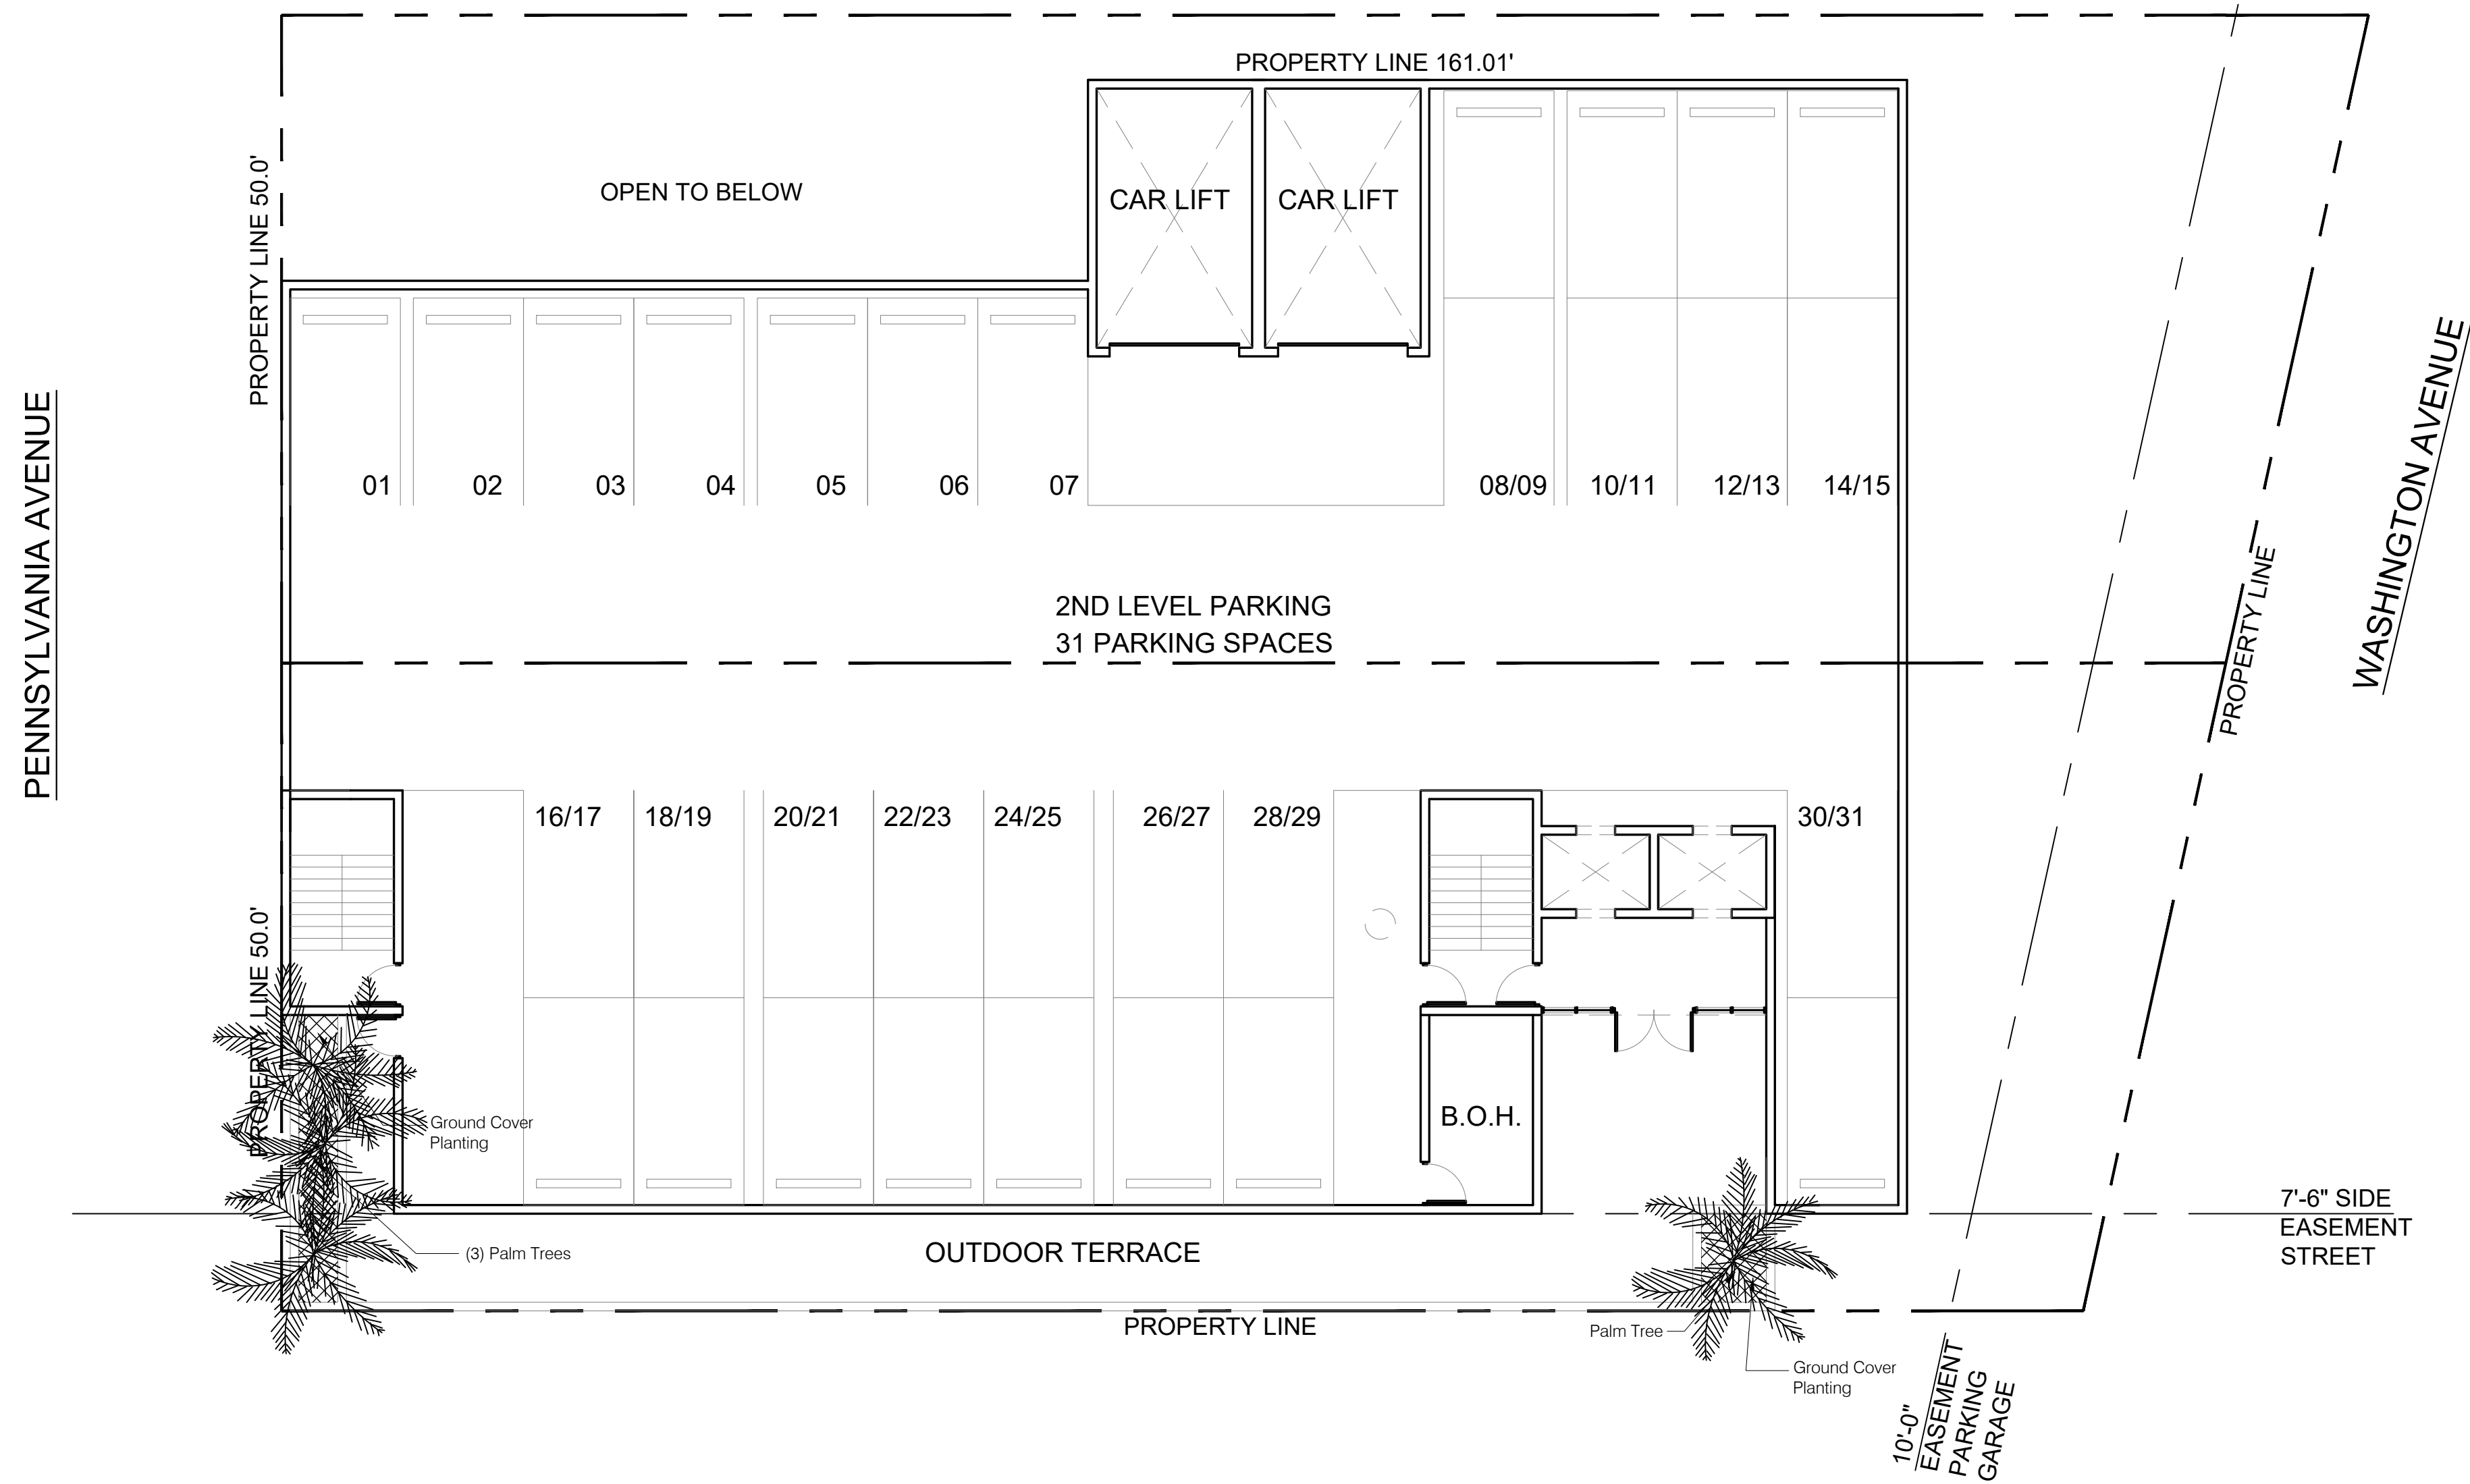 PROPERTY LINE 161.01'
PROPERTY LINE 50.0'
OPEN TO BELOW
CAR LIFT
CAR LIFT
PENNSYLVANIA AVENUE
WASHINGTON AVENUE
01
02
03
04
05
06
07
08/09
10/11
12/13
14/15
2ND LEVEL PARKING
31 PARKING SPACES
PROPERTY LINE
16/17
18/19
20/21
22/23
24/25
26/27
28/29
30/31
PROPERTY LINE 50.0'
B.O.H.
Ground Cover
Planting
7'-6" SIDE
EASEMENT
STREET
(3) Palm Trees
OUTDOOR TERRACE
PROPERTY LINE
Palm Tree
Ground Cover
Planting
10'-0"
EASEMENT
PARKING
GARAGE